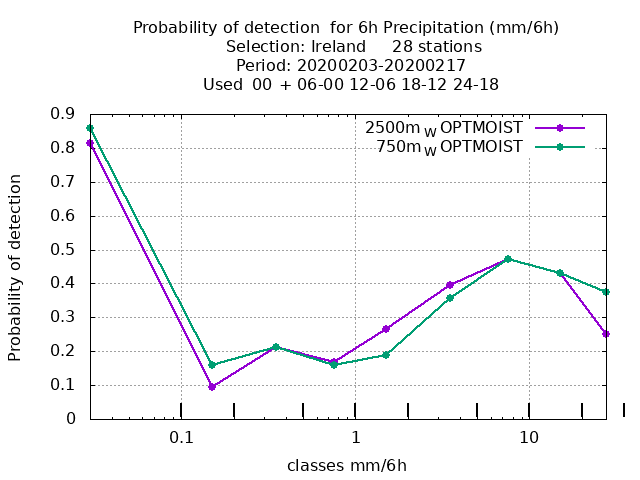 Probability of detection  for 6h Precipitation (mm/6h)
Selection: Ireland     28 stations
Period: 20200203-20200217
Used  00  + 06-00 12-06 18-12 24-18
2500m W OPTMOIST
750m W OPTMOIST
Probability of detection
0.9
0.8
0.7
0.6
0.5
0.4
0.3
0.2
0.1
0
0.1 1 10
classes mm/6h